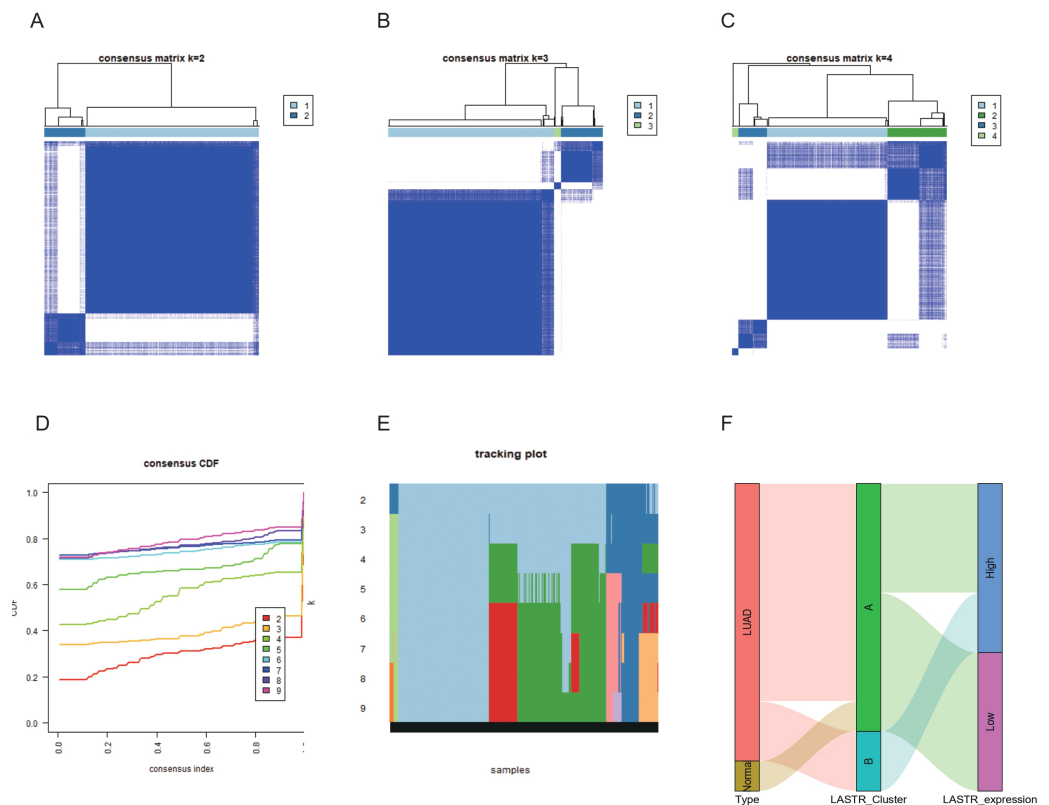 A
B
C
consensus matrix k=2
1
2
consensus matrix k=3
1
2
3
consensus matrix k=4
1
2
3
4
D
E
F
consensus CDF
1.0
0.8
0.6
0.4
0.2
0.0
CDF
0.0
0.2
0.4
0.6
0.8
consensus index
2
3
4
5
6
7
8
9
tracking plot
k
2
3
4
5
6
7
8
9
samples
LUAD
Normal
A
B
High
Low
Type
LASTR_Cluster
LASTR_expression